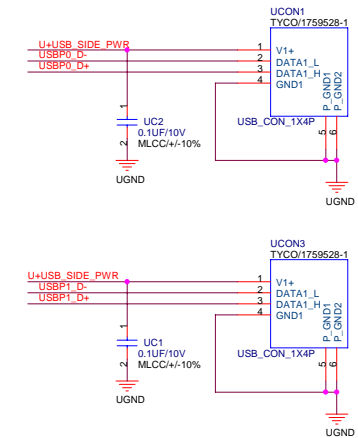 UCON1
TYCO/1759528-1
U+USB_SIDE_PWR
USBP0_D-
USBP0_D+
1
2
3
4
V1+
DATA1_L
DATA1_H
GND1
P_GND1
P_GND2
USB_CON_1X4P
5
6
1
2
UC2
0.1UF/10V
MLCC/+/-10%
UGND
UGND
UCON3
TYCO/1759528-1
U+USB_SIDE_PWR
USBP1_D-
USBP1_D+
1
2
3
4
V1+
DATA1_L
DATA1_H
GND1
P_GND1
P_GND2
USB_CON_1X4P
5
6
1
2
UC1
0.1UF/10V
MLCC/+/-10%
UGND
UGND